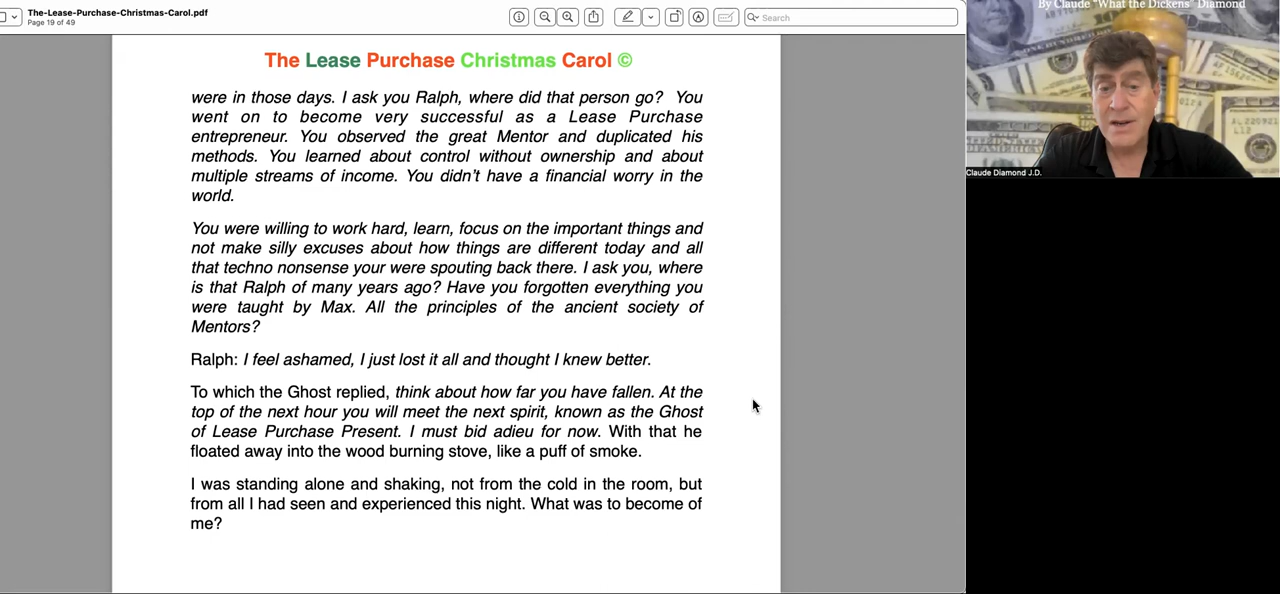 The-Lease-Purchase-Christmas-Carol.pdf
Page 19 of 49
Search
By Claude "What the Dickens" Diamond
The Lease Purchase Christmas Carol ©
were in those days. I ask you Ralph, where did that person go? You
went on to become very successful as a Lease Purchase
entrepreneur. You observed the great Mentor and duplicated his
methods. You learned about control without ownership and about
multiple streams of income. You didn't have a financial worry in the
world.
You were willing to work hard, learn, focus on the important things and
not make silly excuses about how things are different today and all
that techno nonsense your were spouting back there. I ask you, where
is that Ralph of many years ago? Have you forgotten everything you
were taught by Max. All the principles of the ancient society of
Mentors?
Ralph: I feel ashamed, I just lost it all and thought I knew better.
To which the Ghost replied, think about how far you have fallen. At the
top of the next hour you will meet the next spirit, known as the Ghost
of Lease Purchase Present. I must bid adieu for now. With that he
floated away into the wood burning stove, like a puff of smoke.
I was standing alone and shaking, not from the cold in the room, but
from all I had seen and experienced this night. What was to become of
me?
Claude Diamond J.D.